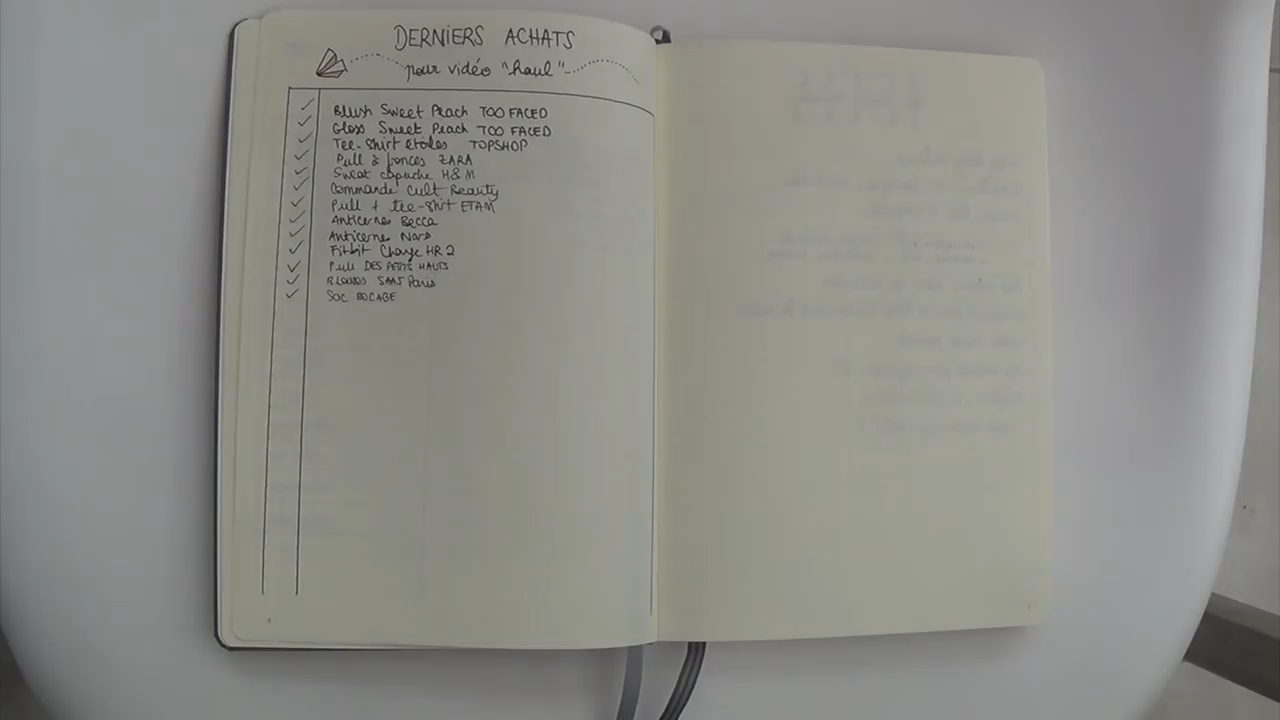 DERNIERS ACHATS
pour vidéo "haul"
Blush Sweet Peach TOO FACED
Gloss Sweet Peach TOO FACED
Tee-Shirt étoiles TOPSHOP
Pull à fronces ZARA
Sweat capuche H&M
Commande Cult Beauty
Pull + tee-shirt ETAM
Anticernes Becca
Anticernes Nars
Fitbit Charge HR 2
Pull DES PETITS HAUTS
Blouses Paris
Sac BOCAGE